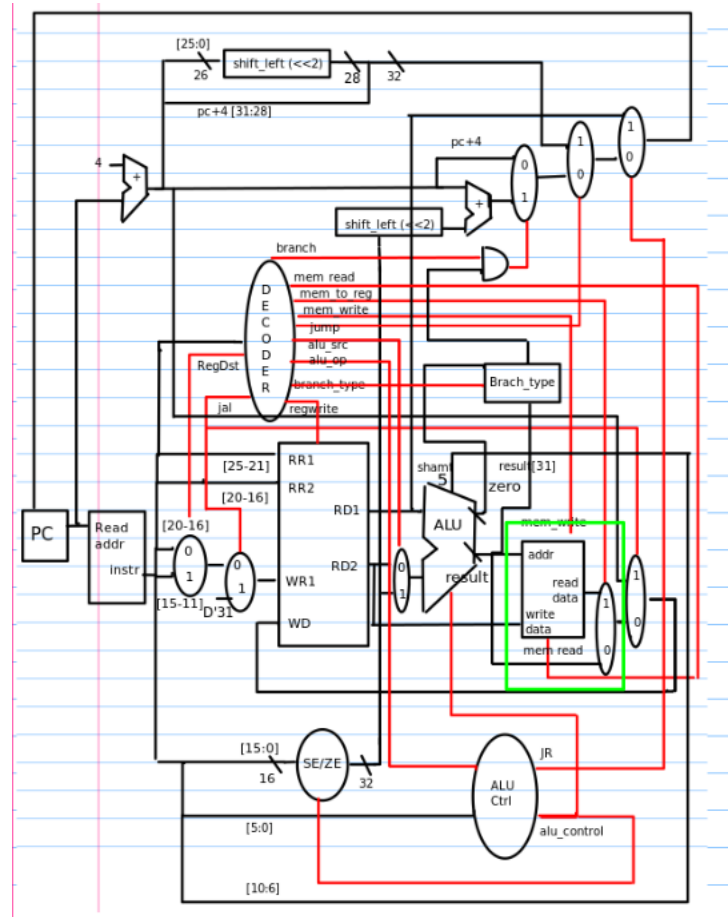 [25:0]
shift_left (<<2)
26
28
32
pc+4 [31:28]
1
0
1
0
pc+4
0
1
4
+
+
shift_left (<<2)
branch
mem read
mem_to_reg
mem_write
jump
alu_src
alu_op
DECODER
RegDst
branch_type
Brach_type
jal
regwrite
RR1
[25-21]
shamt
5
result[31]
RR2
zero
[20-16]
RD1
PC
Read
addr
instr
[20-16]
ALU
mem_write
0
1
0
1
[15-11]
D'31
WR1
RD2
0
1
result
addr
read
data
write
data
1
0
1
0
WD
mem read
[15:0]
16
SE/ZE
32
JR
ALU
Ctrl
[5:0]
alu_control
[10:6]